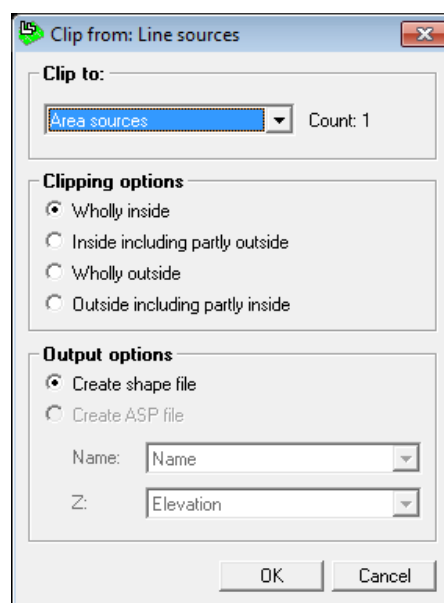 Clip from: Line sources
Clip to:
Area sources Count: 1
Clipping options
Wholly inside
Inside including partly outside
Wholly outside
Outside including partly inside
Output options
Create shape file
Create ASP file
Name: Name
Z: Elevation
OK Cancel